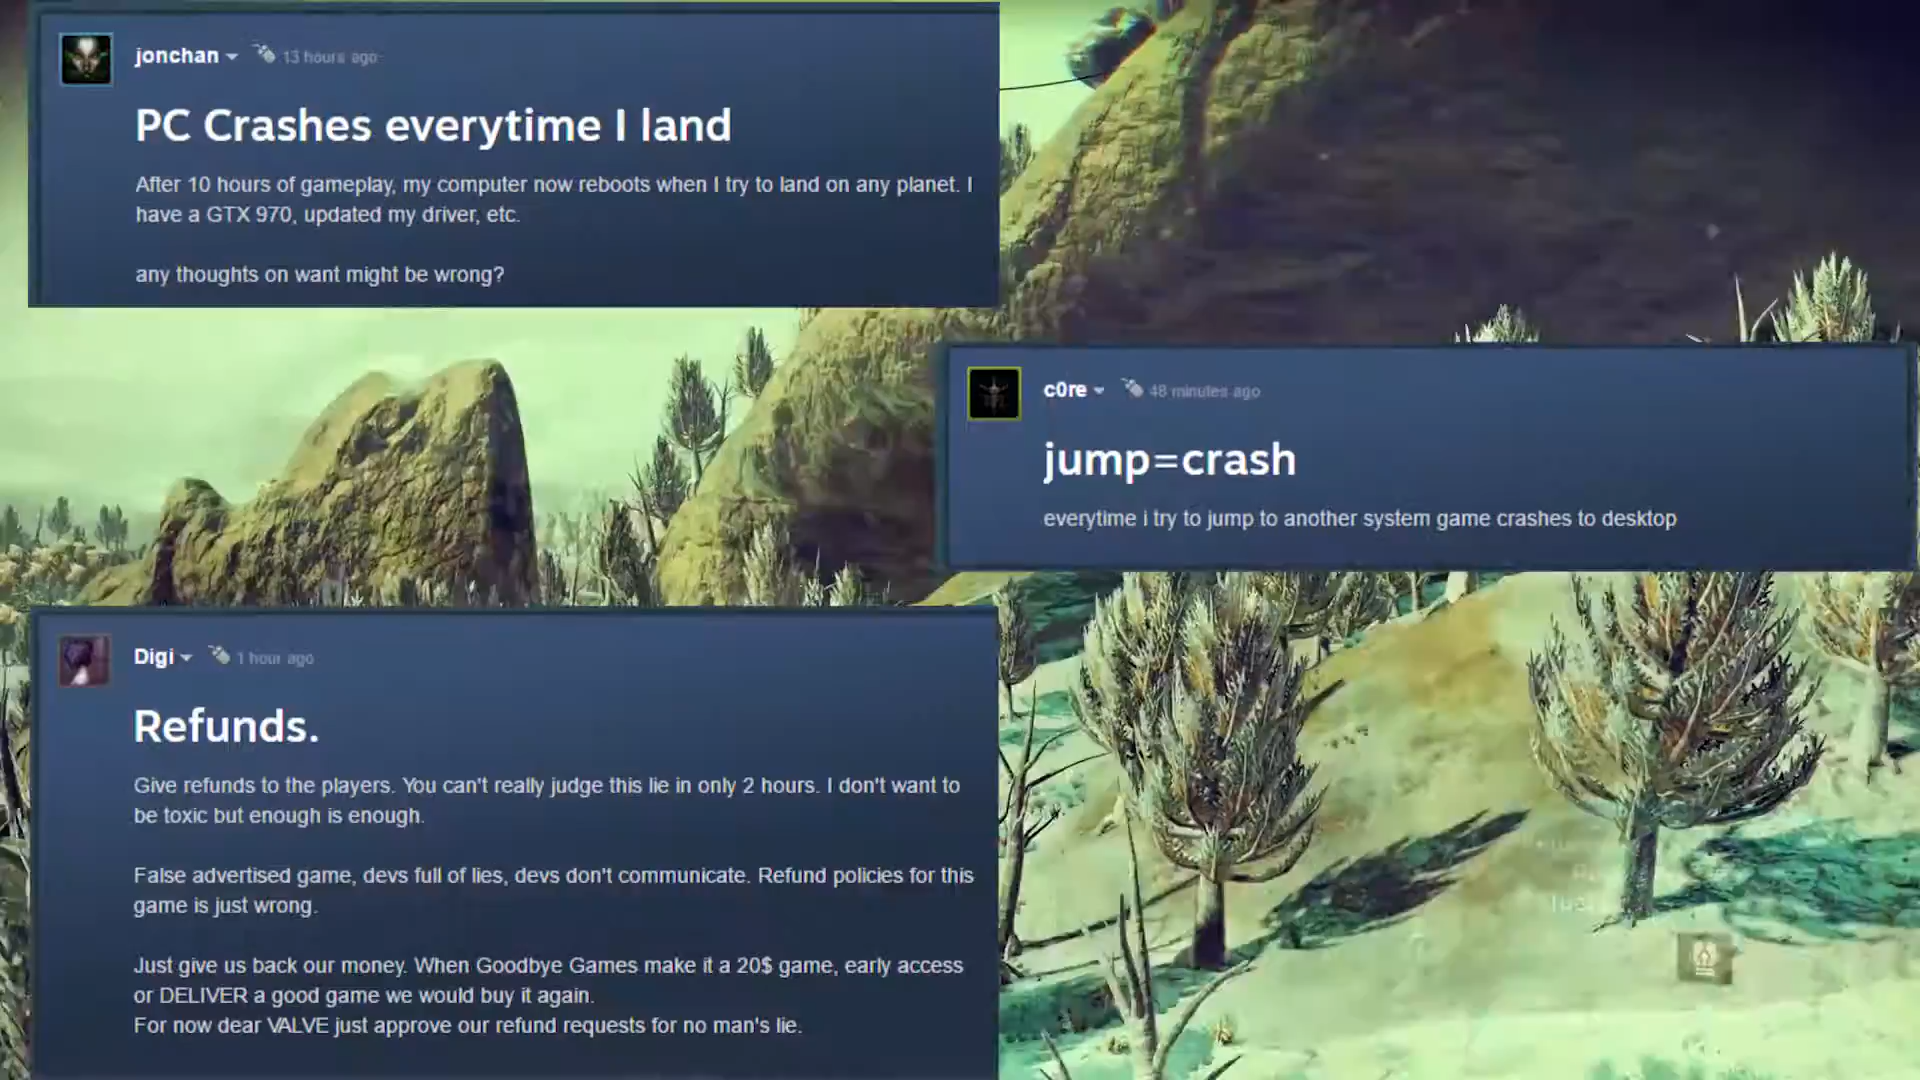 jonchan
13 hours ago
PC Crashes everytime I land
After 10 hours of gameplay, my computer now reboots when I try to land on any planet. I
have a GTX 970, updated my driver, etc.
any thoughts on want might be wrong?
c0re
48 minutes ago
jump=crash
everytime i try to jump to another system game crashes to desktop
Digi
1 hour ago
Refunds.
Give refunds to the players. You can't really judge this lie in only 2 hours. I don't want to
be toxic but enough is enough.
False advertised game, devs full of lies, devs don't communicate. Refund policies for this
game is just wrong.
Just give us back our money. When Goodbye Games make it a 20$ game, early access
or DELIVER a good game we would buy it again.
For now dear VALVE just approve our refund requests for no man's lie.